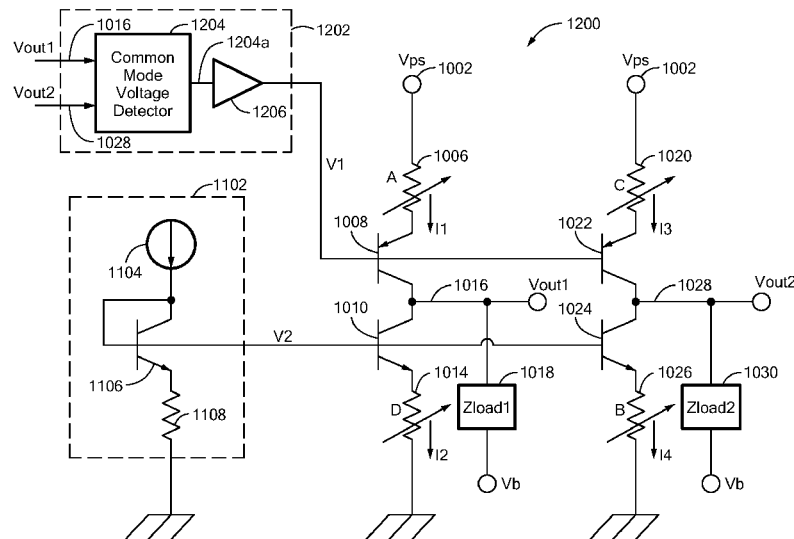 1016
1204
1202
1200
Vout1
Common
Mode
Voltage
Detector
1204a
Vps
Vps
1002
1002
Vout2
1206
1028
V1
1006
1020
A
C
1102
1008
I1
1022
I3
1104
1016
Vout1
1028
Vout2
1010
1024
V2
1106
1014
1018
1026
1030
1108
D
Zload1
B
Zload2
I2
I4
Vb
Vb